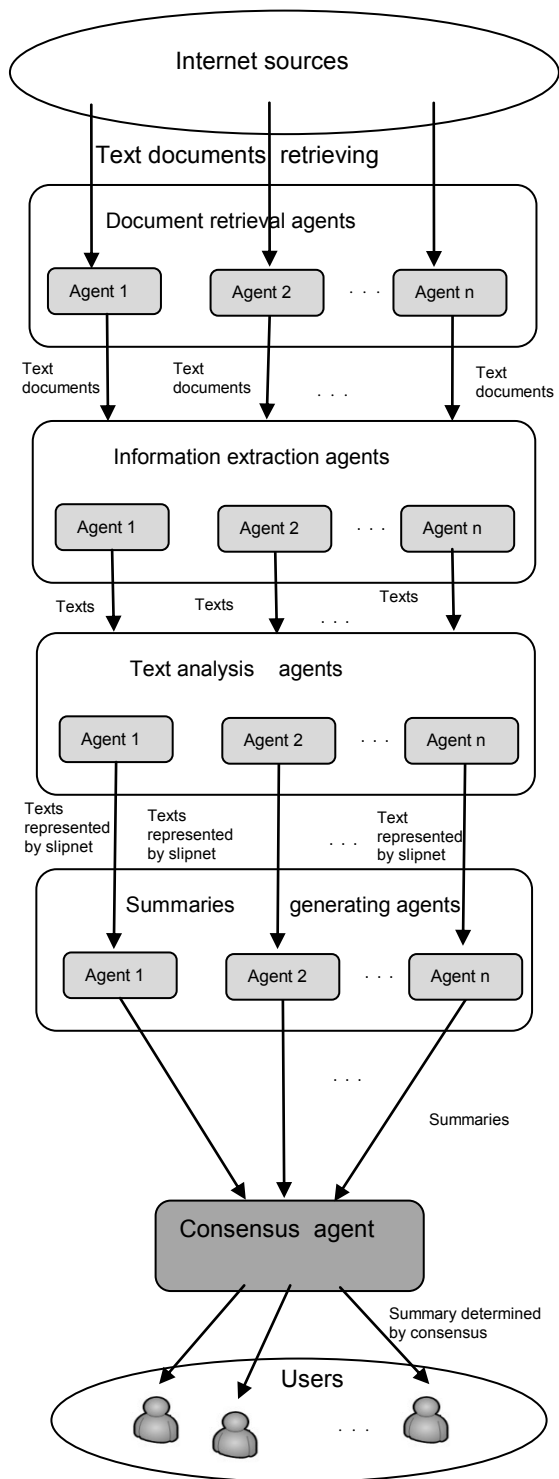 Internet sources
Text documents retrieving
Document retrieval agents
Agent 1
Agent 2
. . .
Agent n
Text
documents
Text
documents
. . .
Text
documents
Information extraction agents
Agent 1
Agent 2
. . .
Agent n
Texts
Texts
. . .
Texts
Text analysis agents
Agent 1
Agent 2
. . .
Agent n
Texts
represented
by slipnet
Texts
represented
by slipnet
. . .
Text
represented
by slipnet
Summaries generating agents
Agent 1
Agent 2
. . .
Agent n
. . .
Summaries
Consensus agent
Summary determined
by consensus
Users
. . .